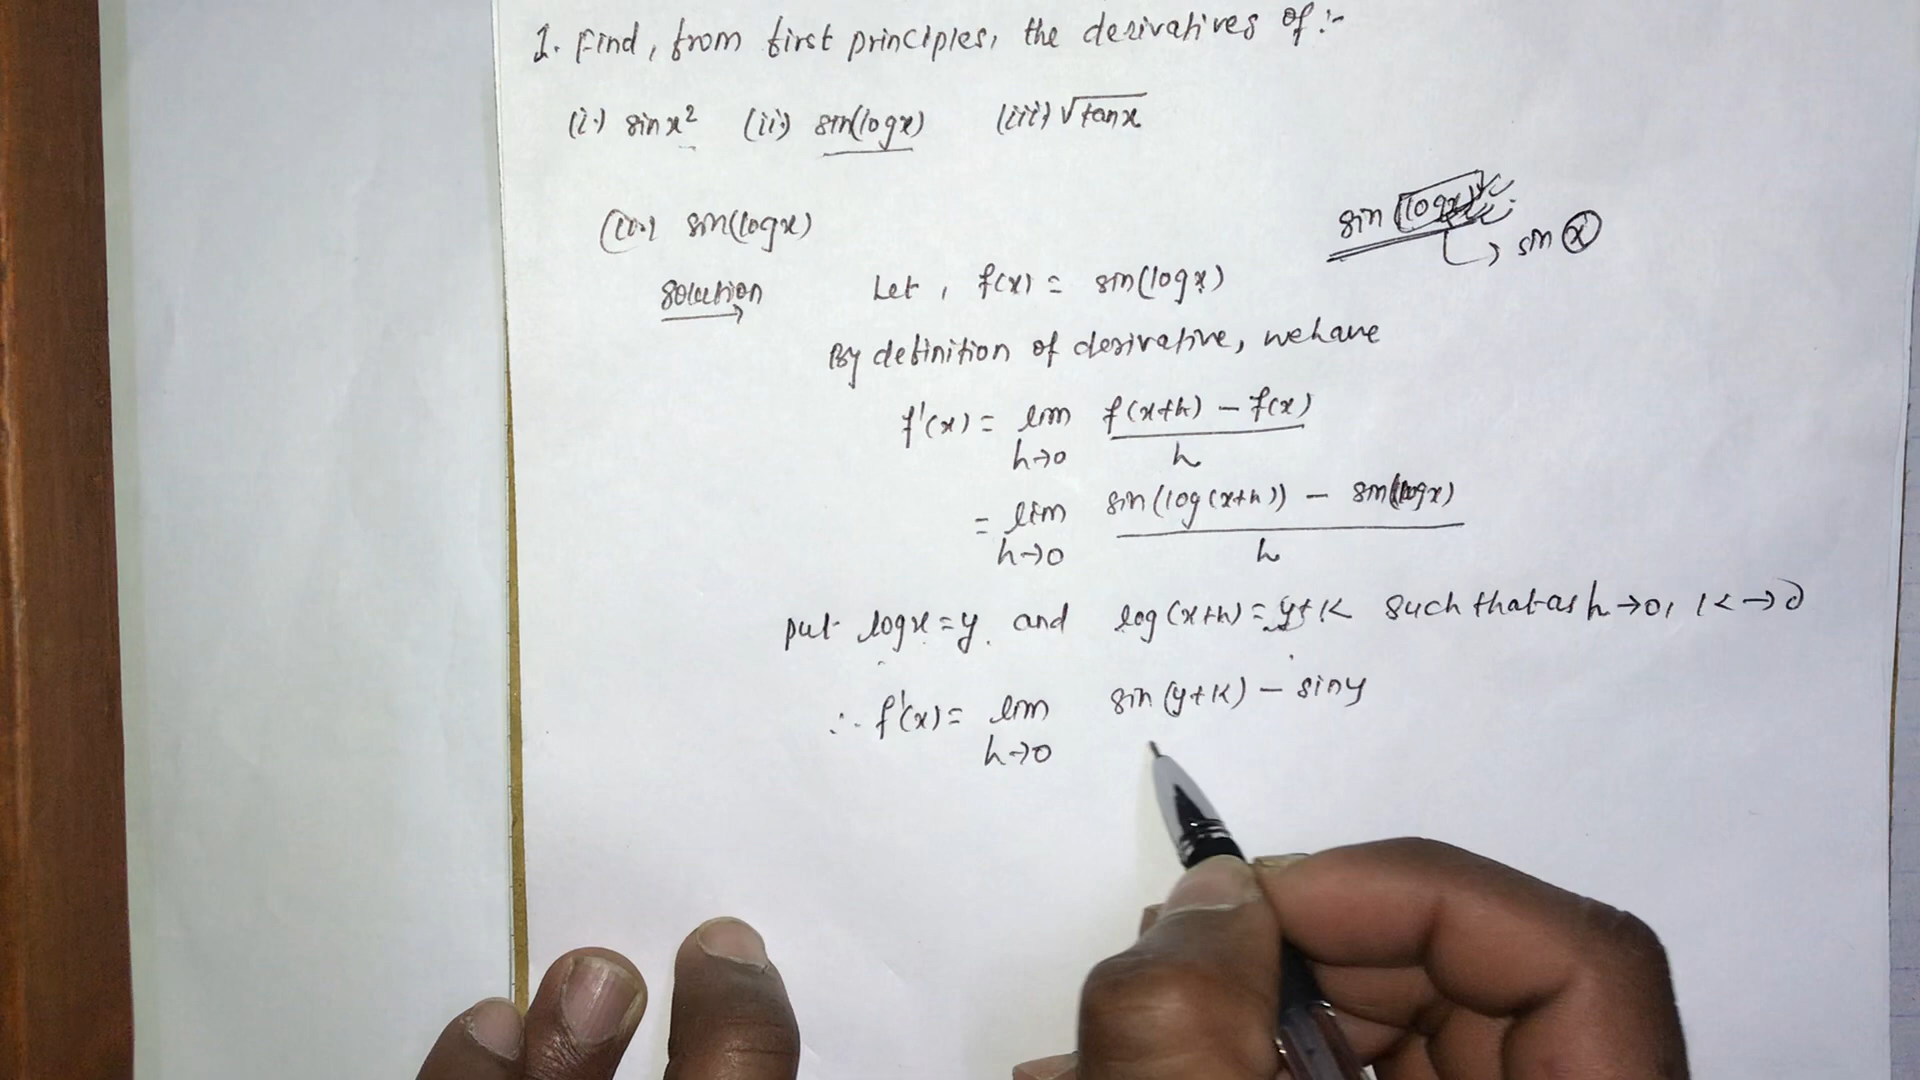 1. Find, from first principles, the derivatives of :-
(i.) sin x² (ii) sin(log x) (iii) √tan x
sin (log x)
sin x
sin(log x)
Solution Let, f(x) = sin(log x)
By definition of derivative, we have
f'(x) = lim h→0 f(x+h) - f(x) / h
= lim h→0 sin(log(x+h)) - sin(log x) / h
put log x = y and log(x+h) = y+K such that as h→0, K→0
∴ f'(x) = lim h→0 sin(y+K) - sin y